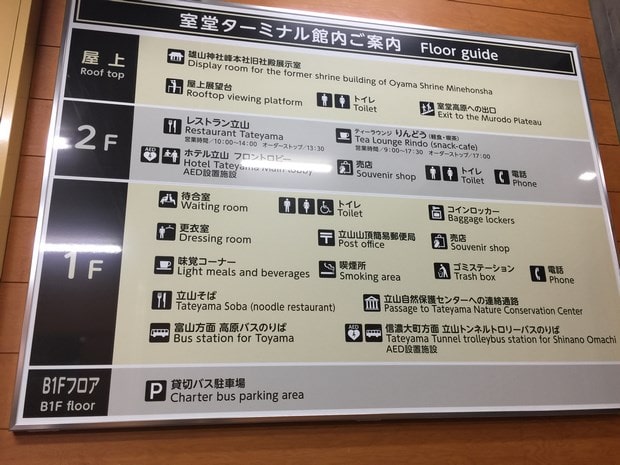 室堂ターミナル館内ご案内 Floor guide
屋上
Roof top
雄山神社峰本社旧社殿展示室
Display room for the former shrine building of Oyama Shrine Minehonsha
屋上展望台
Rooftop viewing platform
トイレ
Toilet
室堂高原への出口
Exit to the Murodo Plateau
2F
レストラン立山
Restaurant Tateyama
営業時間/10:00~14:00 オーダーストップ/13:30
ティーラウンジ りんどう(軽食・喫茶)
Tea Lounge Rindo (snack-cafe)
営業時間/9:00~17:30 オーダーストップ/17:00
AED
ホテル立山 フロントロビー
Hotel Tateyama Main lobby
AED設置施設
売店
Souvenir shop
トイレ
Toilet
電話
Phone
1F
待合室
Waiting room
トイレ
Toilet
コインロッカー
Baggage lockers
更衣室
Dressing room
立山山頂簡易郵便局
Post office
売店
Souvenir shop
味覚コーナー
Light meals and beverages
喫煙所
Smoking area
ゴミステーション
Trash box
電話
Phone
立山そば
Tateyama Soba (noodle restaurant)
立山自然保護センターへの連絡通路
Passage to Tateyama Nature Conservation Center
富山方面 高原バスのりば
Bus station for Toyama
AED
信濃大町方面 立山トンネルトロリーバスのりば
Tateyama Tunnel trolleybus station for Shinano Omachi
AED設置施設
B1Fフロア
B1F floor
P
貸切バス駐車場
Charter bus parking area